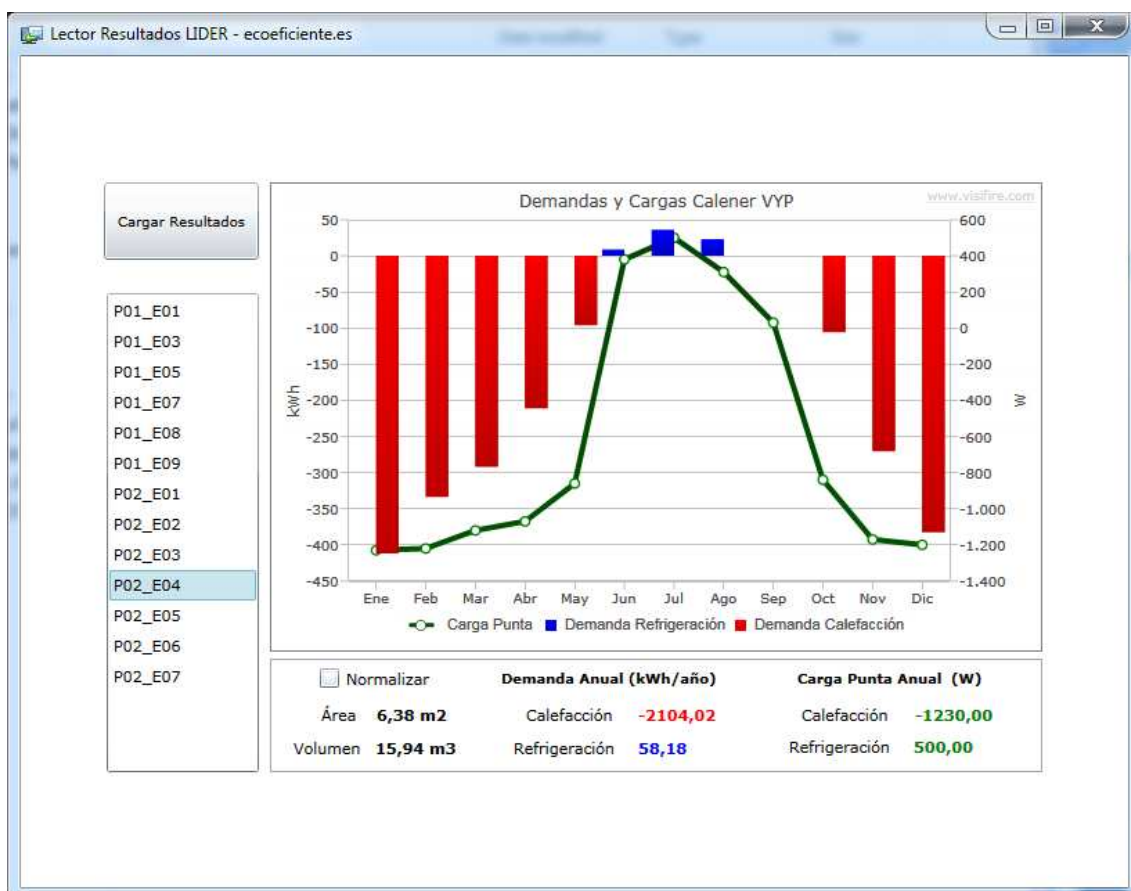 Lector Resultados LIDER - ecoeficiente.es
Cargar Resultados
P01_E01
P01_E03
P01_E05
P01_E07
P01_E08
P01_E09
P02_E01
P02_E02
P02_E03
P02_E04
P02_E05
P02_E06
P02_E07
Demandas y Cargas Calener VYP
www.visifire.com
50
0
-50
-100
-150
-200
-250
-300
-350
-400
-450
kWh
600
400
200
0
-200
-400
-600
-800
-1.000
-1.200
-1.400
W
Ene Feb Mar Abr May Jun Jul Ago Sep Oct Nov Dic
Carga Punta Demanda Refrigeración Demanda Calefacción
Normalizar Demanda Anual (kWh/año) Carga Punta Anual (W)
Área 6,38 m2 Calefacción -2104,02 Calefacción -1230,00
Volumen 15,94 m3 Refrigeración 58,18 Refrigeración 500,00